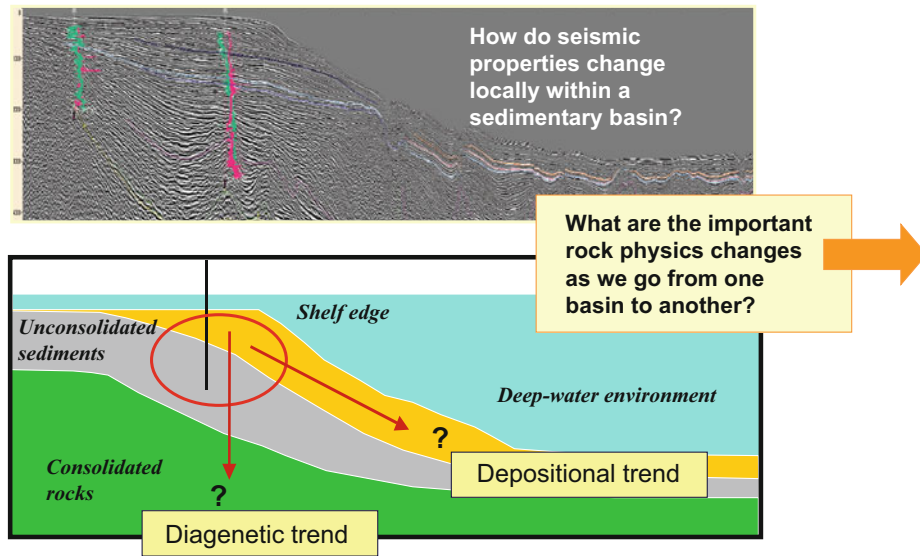 How do seismic
properties change
locally within a
sedimentary basin?
What are the important
rock physics changes
as we go from one
basin to another?
Shelf edge
Unconsolidated
sediments
Deep-water environment
?
Depositional trend
Consolidated
rocks
?
Diagenetic trend